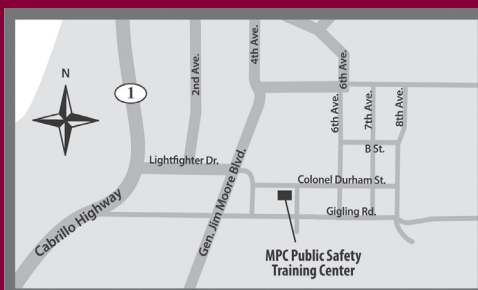 N
1
2nd Ave.
4th Ave.
6th Ave.
6th Ave.
7th Ave.
8th Ave.
B St.
Lightfighter Dr.
Colonel Durham St.
Gigling Rd.
Cabrillo Highway
Gen. Jim Moore Blvd.
MPC Public Safety
Training Center